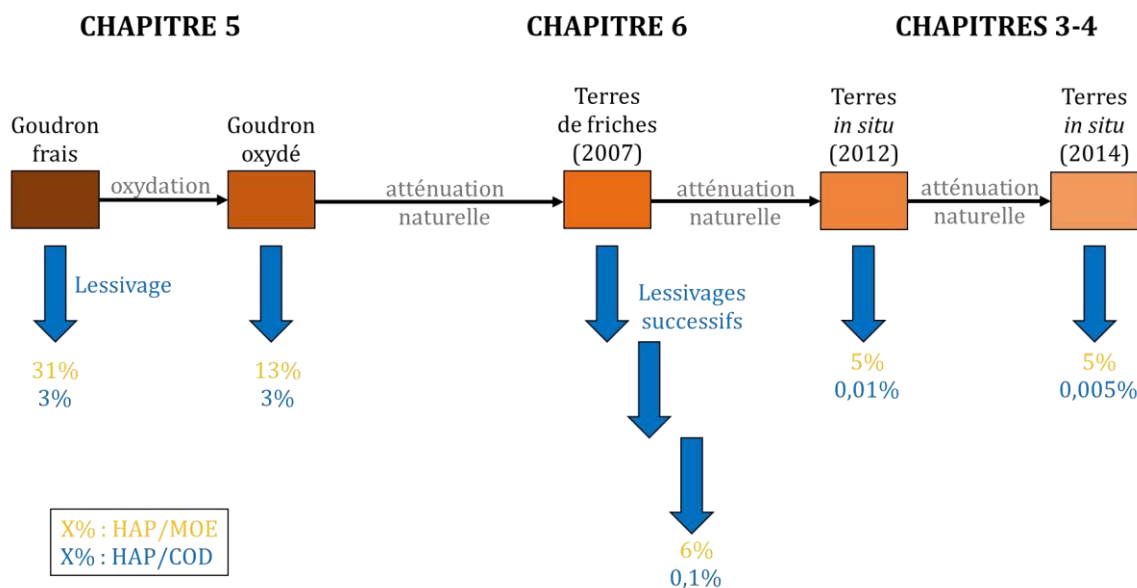 CHAPITRE 5
CHAPITRE 6
CHAPITRES 3-4
Goudron
frais
Goudron
oxydé
Terres
de friches
(2007)
Terres
in situ
(2012)
Terres
in situ
(2014)
oxydation
atténuation
naturelle
atténuation
naturelle
atténuation
naturelle
Lessivage
Lessivages
successifs
31%
3%
13%
3%
5%
0,01%
5%
0,005%
6%
0,1%
X% : HAP/MOE
X% : HAP/COD